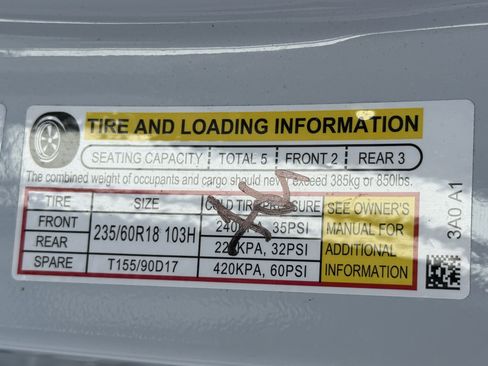 TIRE AND LOADING INFORMATION
SEATING CAPACITY TOTAL 5 FRONT 2 REAR 3
The combined weight of occupants and cargo should never exceed 385kg or 850lbs.
TIRE SIZE COLD TIRE PRESSURE SEE OWNER'S MANUAL FOR ADDITIONAL INFORMATION
FRONT 235/60R18 103H 35PSI
REAR 32PSI
SPARE T155/90D17 420KPA, 60PSI
3A0 A1